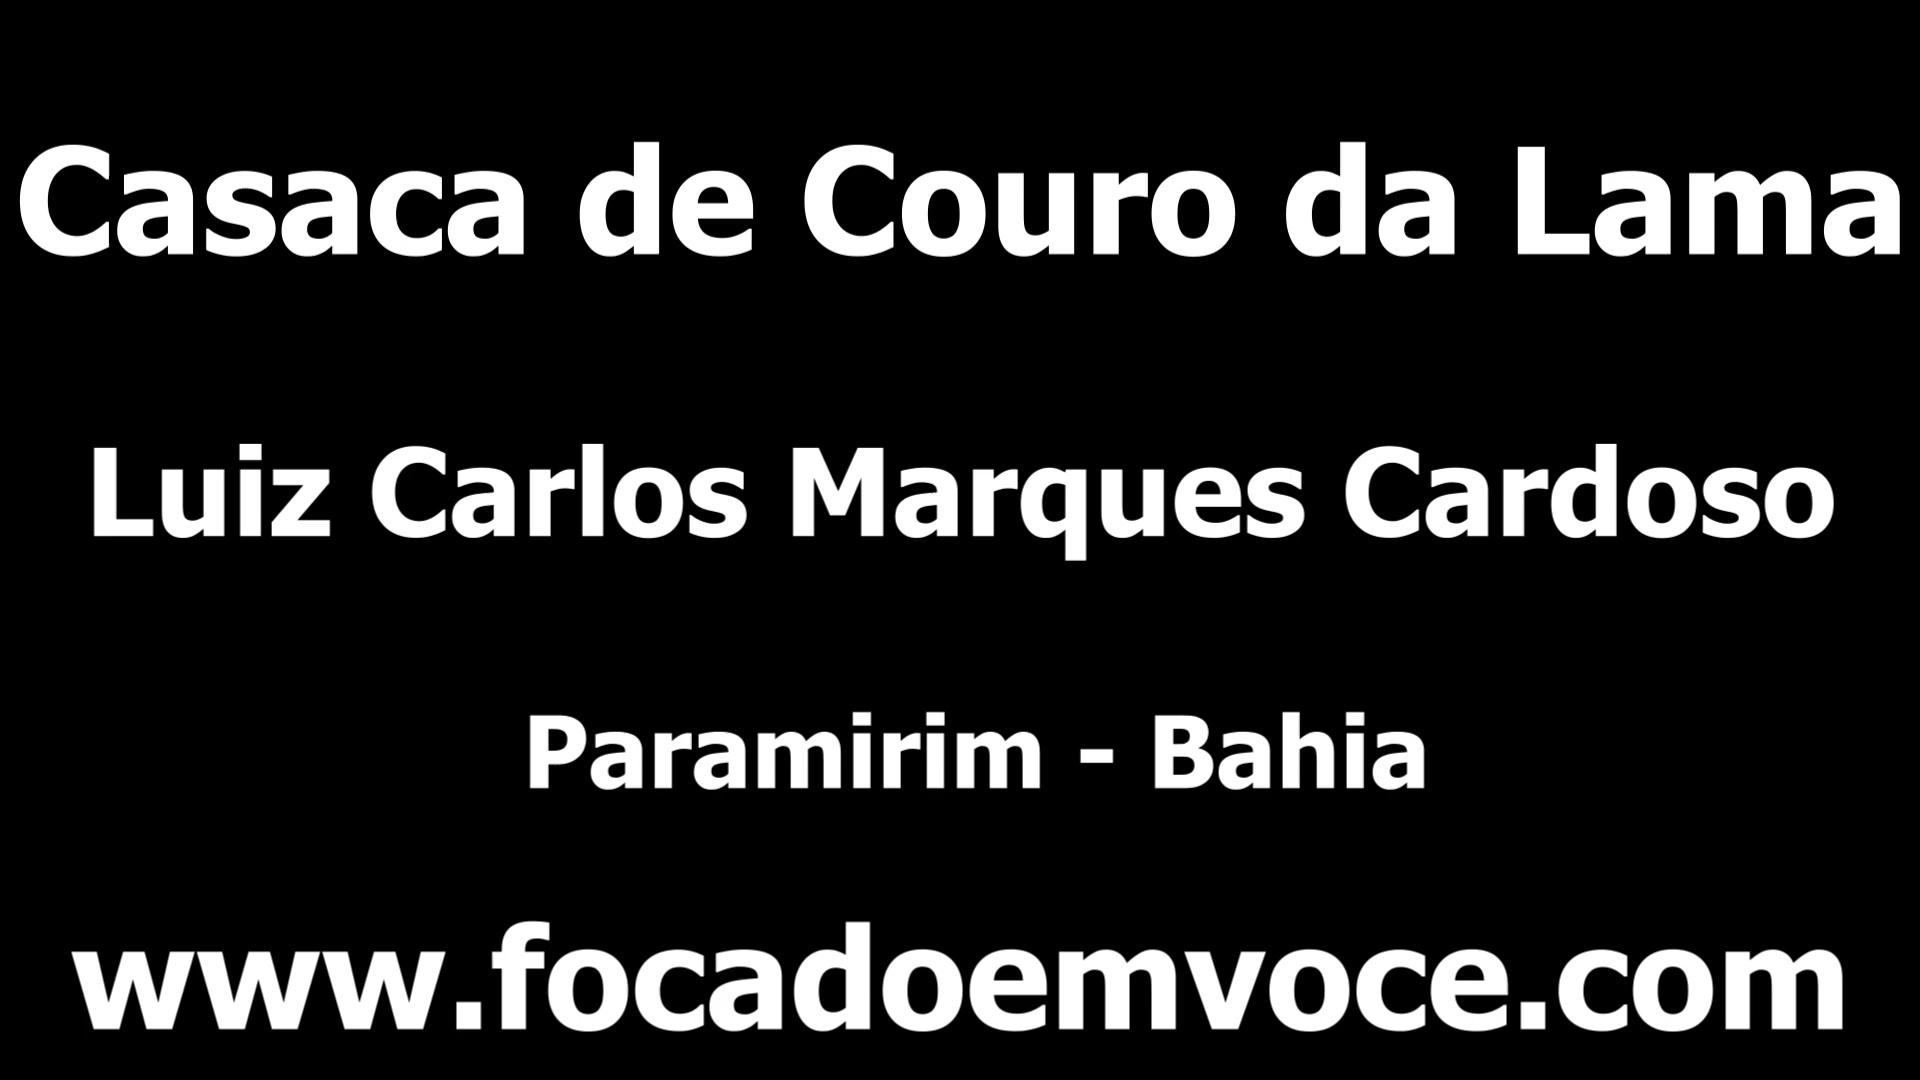 Casaca de Couro da Lama
Luiz Carlos Marques Cardoso
Paramirim - Bahia
www.focadoemvoce.com